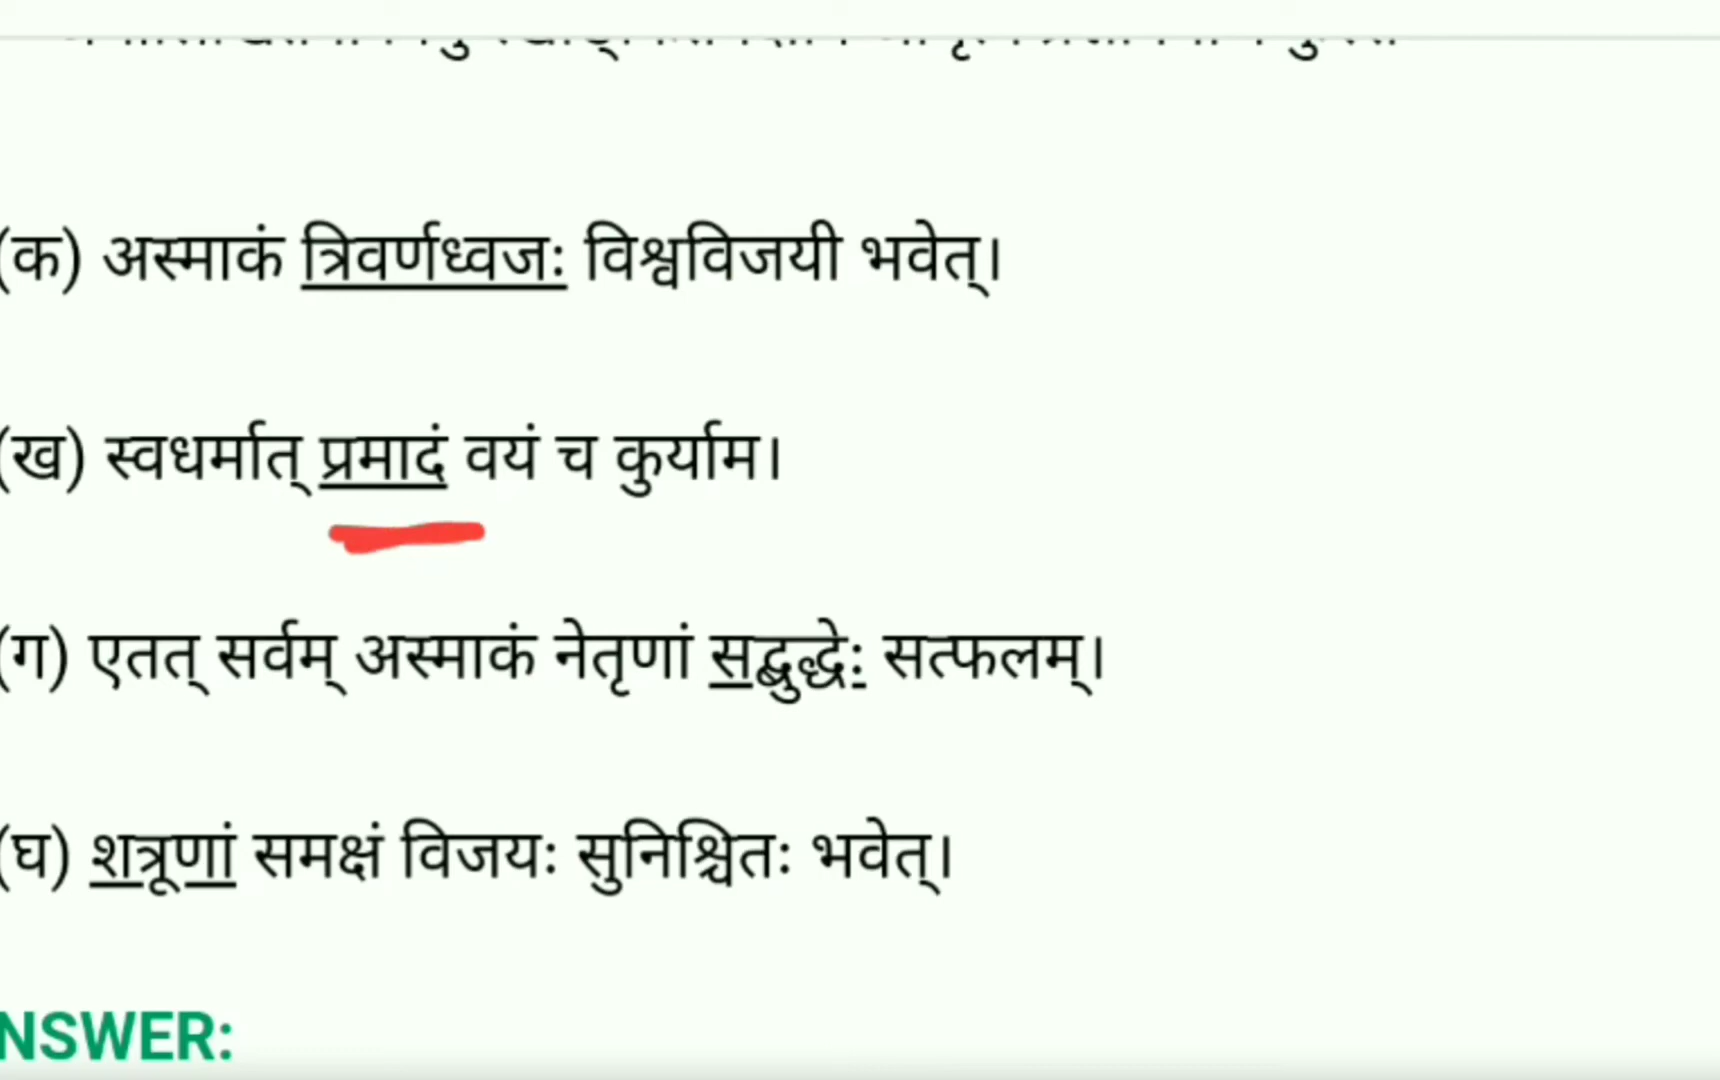 (क) अस्माकं त्रिवर्णध्वजः विश्वविजयी भवेत्।
(ख) स्वधर्मात् प्रमादं वयं च कुर्याम।
(ग) एतत् सर्वम् अस्माकं नेतृणां सद्बुद्धेः सत्फलम्।
(घ) शत्रूणां समक्षं विजयः सुनिश्चितः भवेत्।
NSWER: